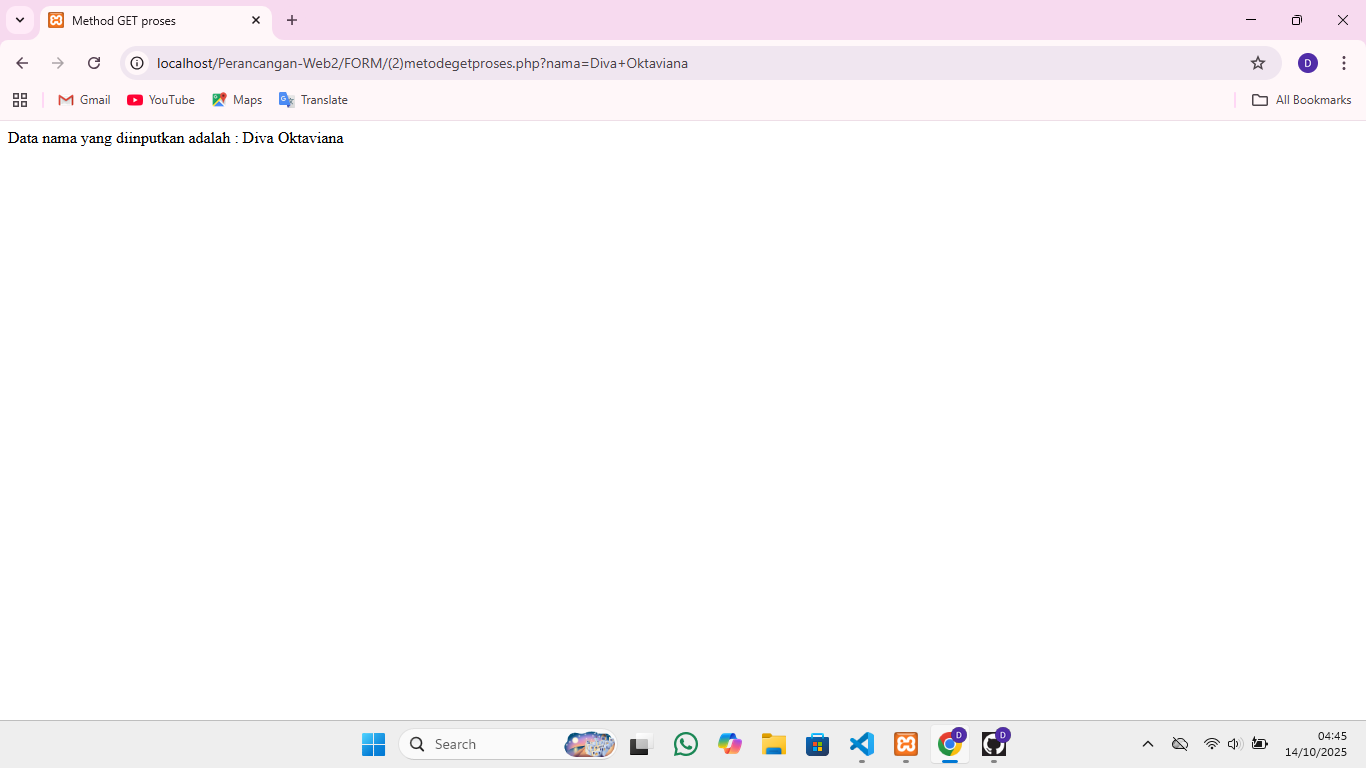 Method GET proses
localhost/Perancangan-Web2/FORM/(2)metodegetproses.php?nama=Diva+Oktaviana
D
Gmail
YouTube
Maps
Translate
All Bookmarks
Data nama yang diinputkan adalah : Diva Oktaviana
Search
D
D
04:45
14/10/2025